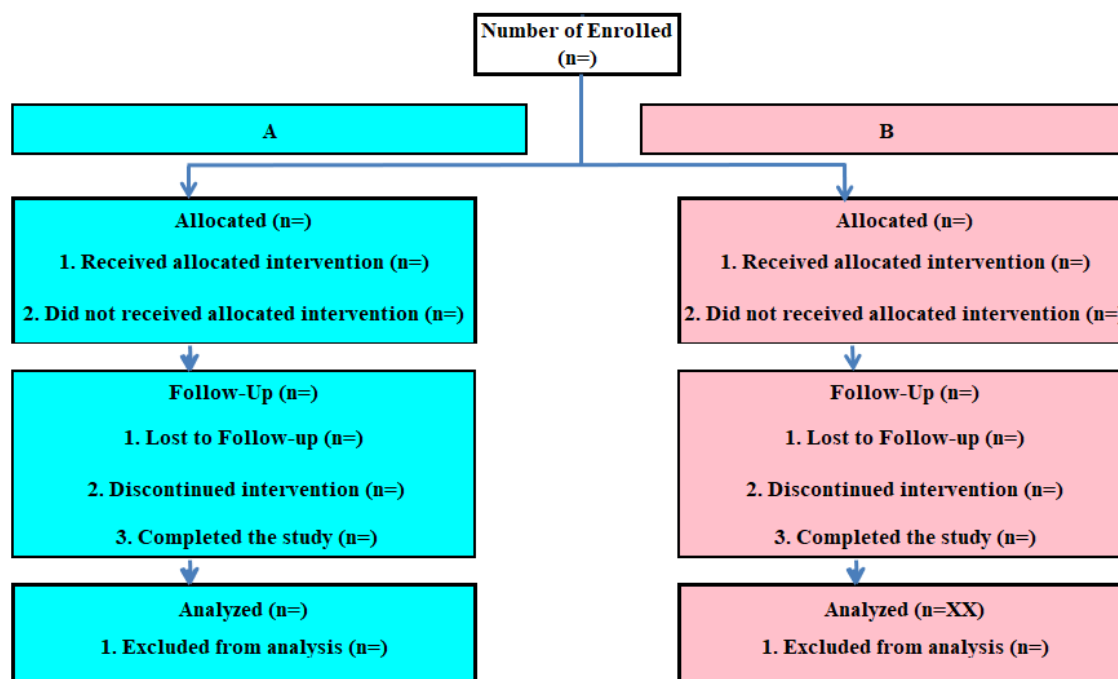 Number of Enrolled
(n=)
A
B
Allocated (n=)
1. Received allocated intervention (n=)
2. Did not received allocated intervention (n=)
Allocated (n=)
1. Received allocated intervention (n=)
2. Did not received allocated intervention (n=
Follow-Up (n=)
1. Lost to Follow-up (n=)
2. Discontinued intervention (n=)
3. Completed the study (n=)
Follow-Up (n=)
1. Lost to Follow-up (n=)
2. Discontinued intervention (n=)
3. Completed the study (n=)
Analyzed (n=)
1. Excluded from analysis (n=)
Analyzed (n=XX)
1. Excluded from analysis (n=)